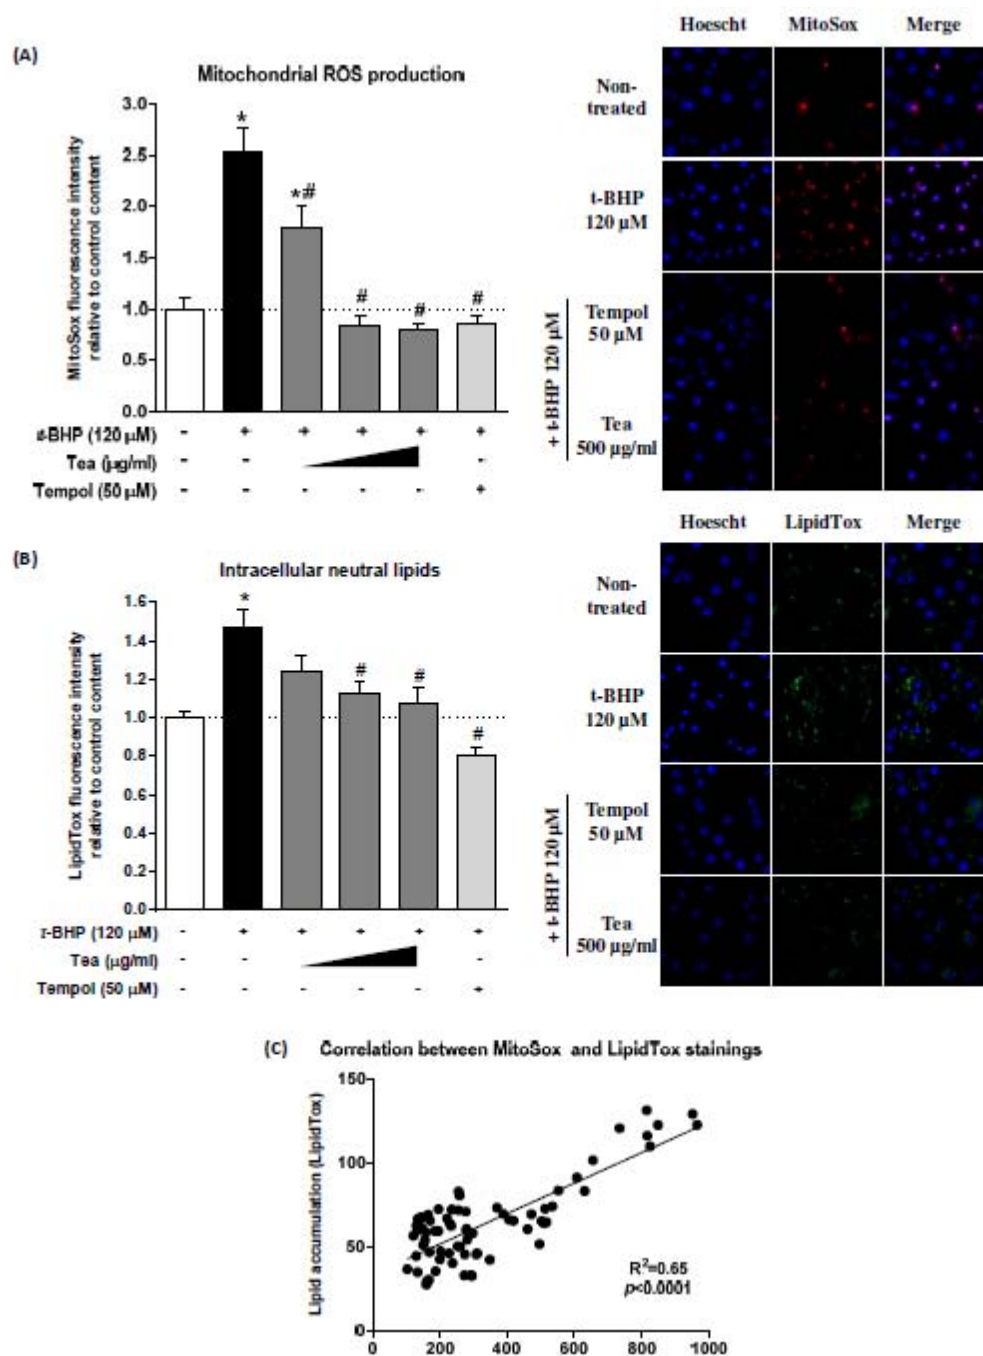 (A)
Mitochondrial ROS production
MitoSox fluorescence intensity
relative to control content
3.0
2.5
2.0
1.5
1.0
0.5
0.0
*
*#
#
#
#
t-BHP (120 µM) - + + + + +
Tea (µg/ml) - - -
Tempol (50 µM) - - - - - +
Hoescht MitoSox Merge
Non-
treated
t-BHP
120 µM
+ t-BHP 120 µM
Tempol
50 µM
Tea
500 µg/ml
(B)
Intracellular neutral lipids
LipidTox fluorescence intensity
relative to control content
1.6
1.4
1.2
1.0
0.8
0.6
0.4
0.2
0.0
*
#
#
#
τ-BHP (120 µM) - + + + + +
Tea (µg/ml) - - -
Tempol (50 µM) - - - - - +
Hoescht LipidTox Merge
Non-
treated
t-BHP
120 µM
+ t-BHP 120 µM
Tempol
50 µM
Tea
500 µg/ml
(C) Correlation between MitoSox and LipidTox stainings
Lipid accumulation (LipidTox)
150
100
50
0
R²=0.65
p<0.0001
0 200 400 600 800 1000